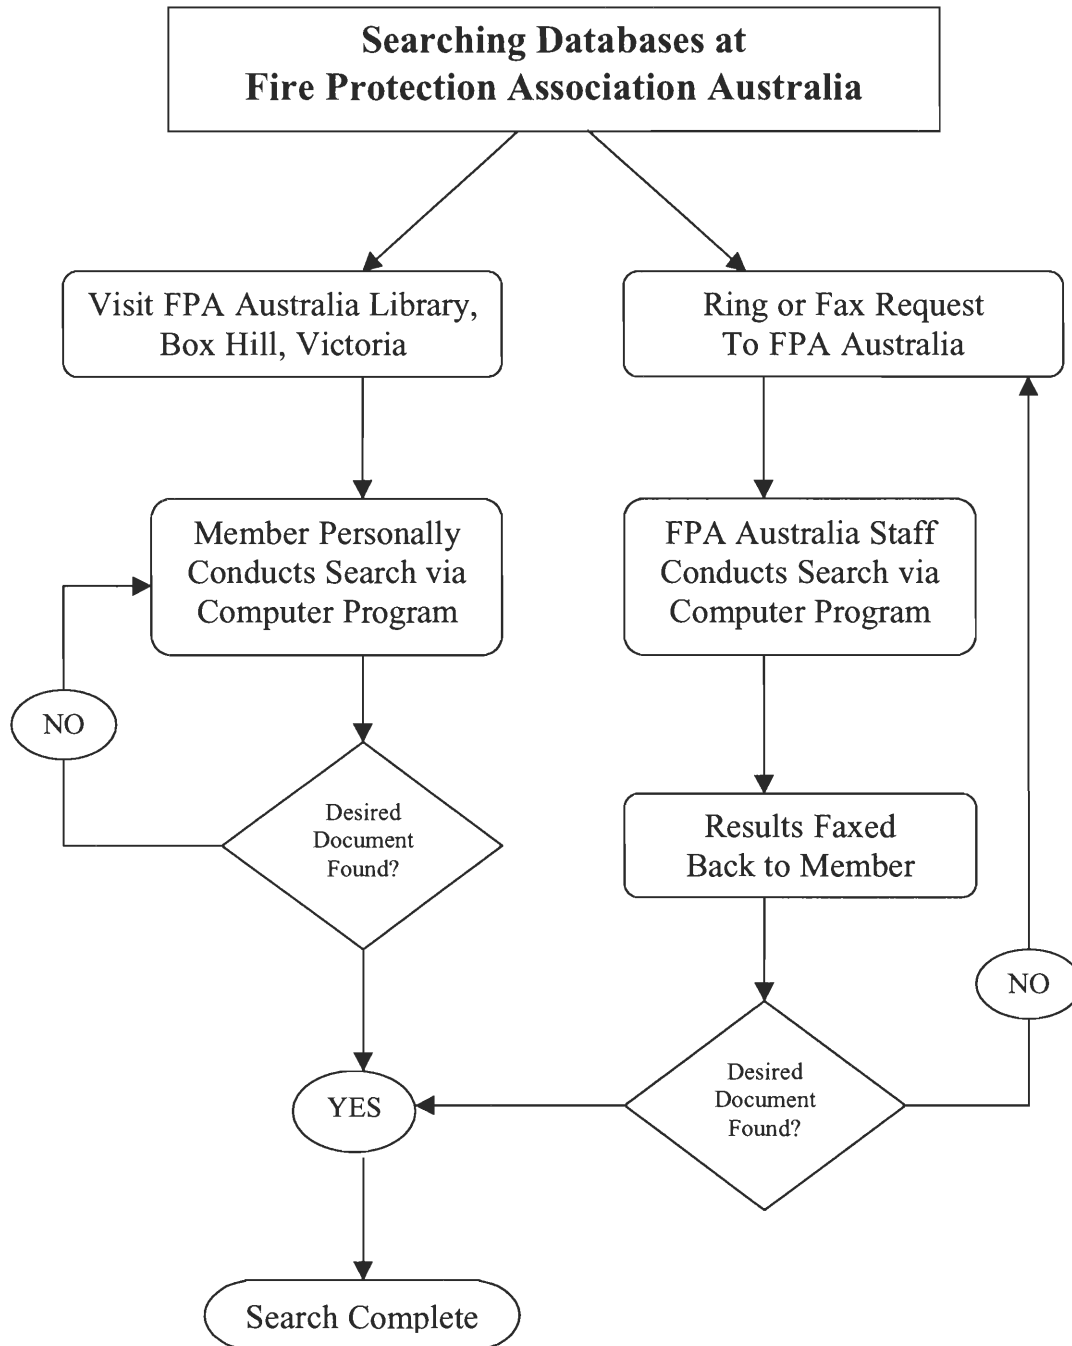 Searching Databases at
Fire Protection Association Australia
Visit FPA Australia Library,
Box Hill, Victoria
Ring or Fax Request
To FPA Australia
Member Personally
Conducts Search via
Computer Program
FPA Australia Staff
Conducts Search via
Computer Program
NO
Desired
Document
Found?
Results Faxed
Back to Member
NO
Desired
Document
Found?
YES
Search Complete